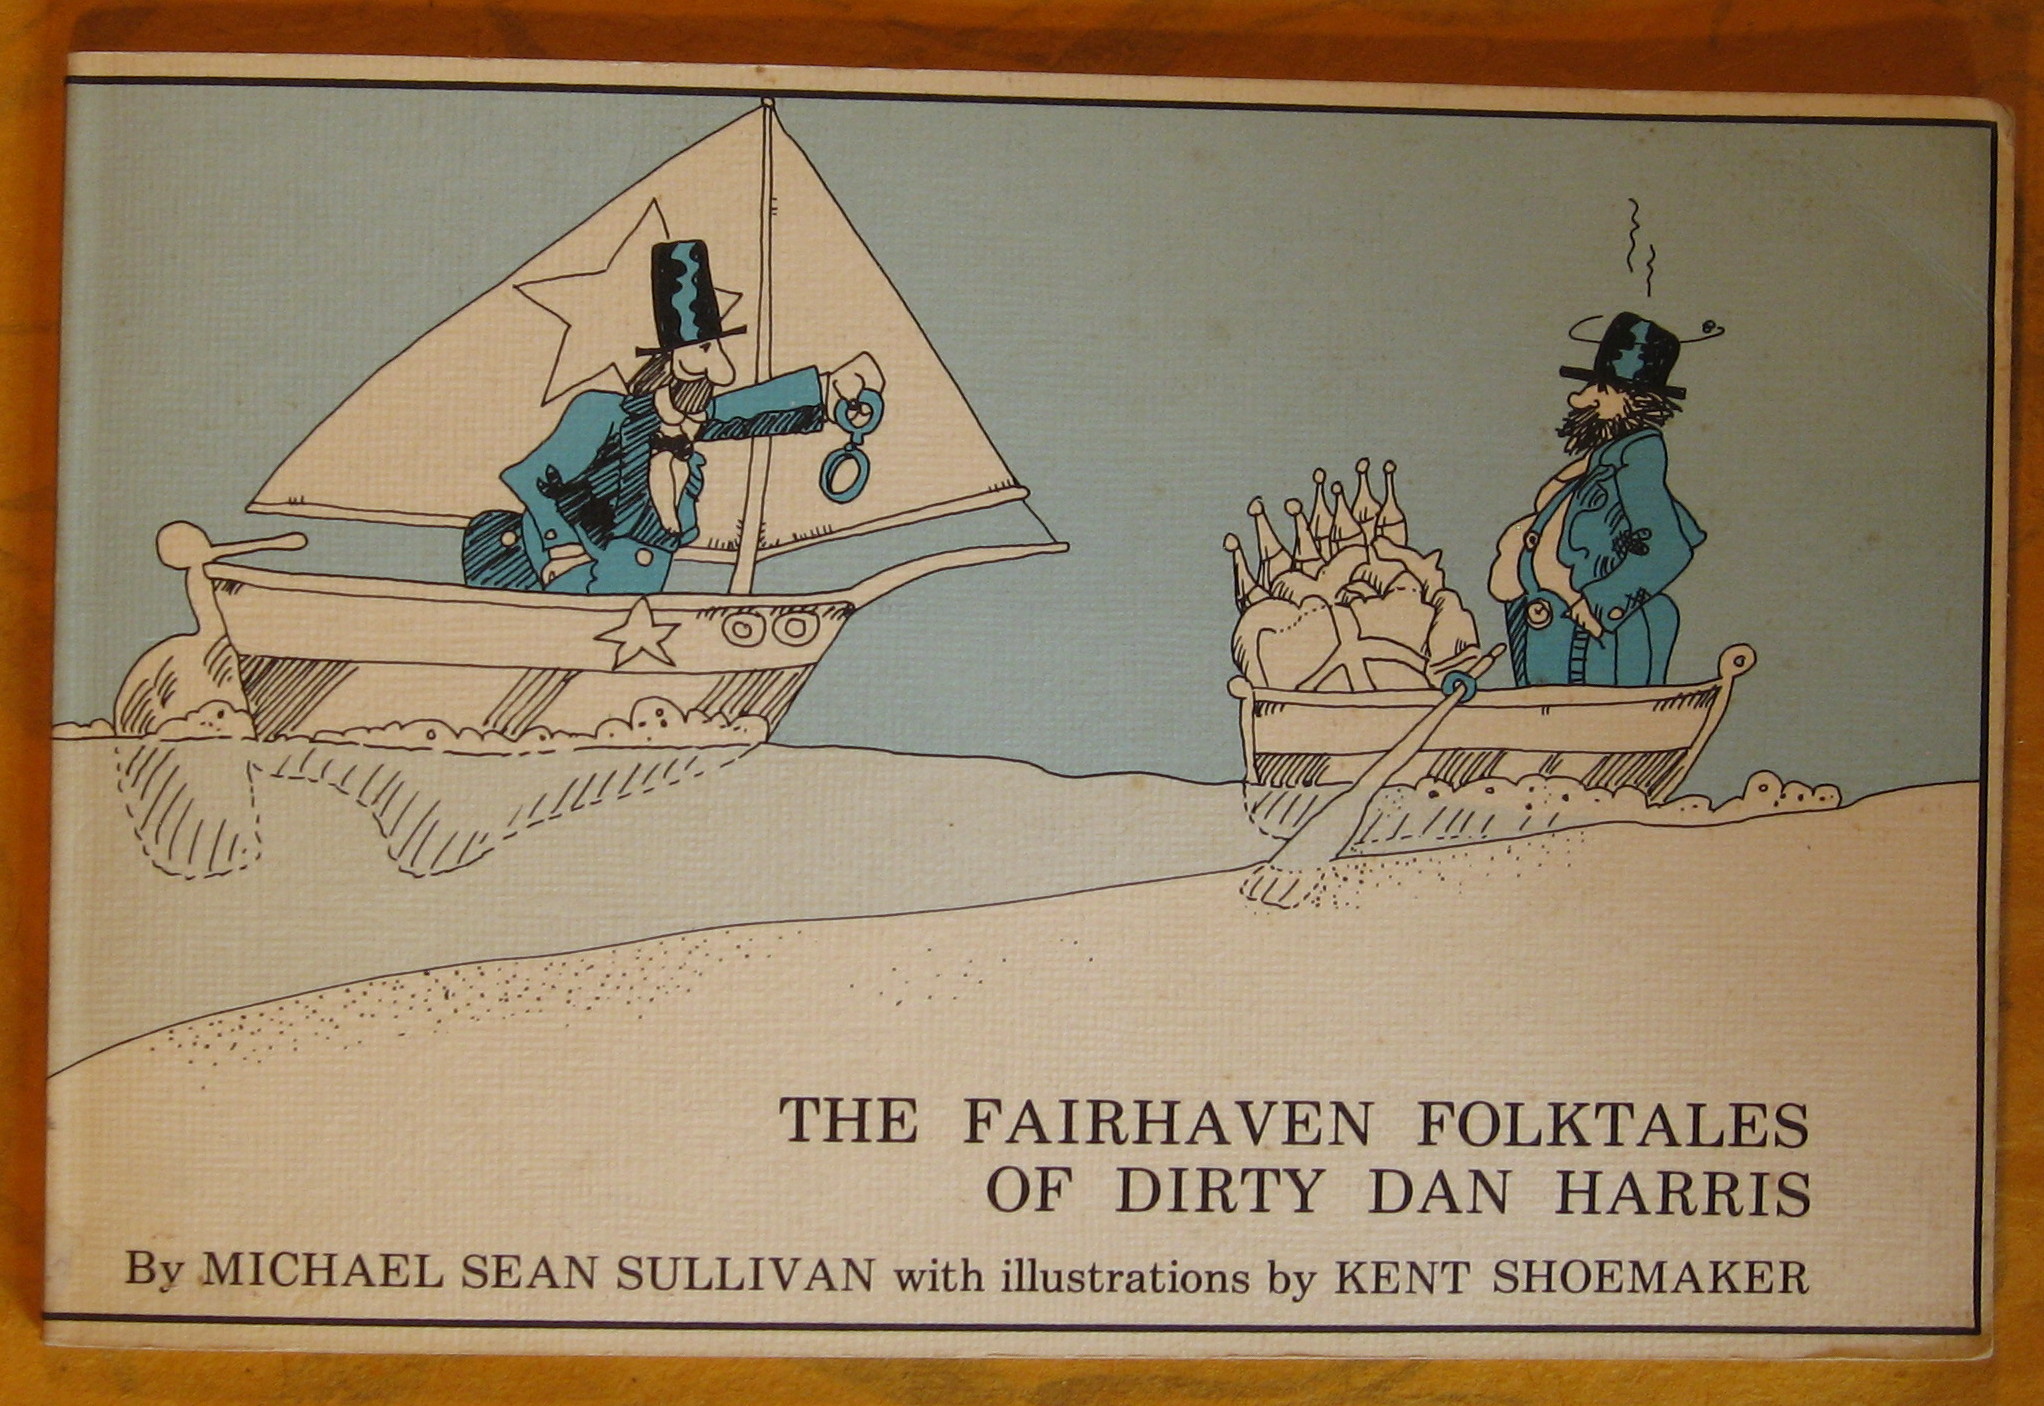 THE FAIRHAVEN FOLKTALES
OF DIRTY DAN HARRIS
By MICHAEL SEAN SULLIVAN with illustrations by KENT SHOEMAKER